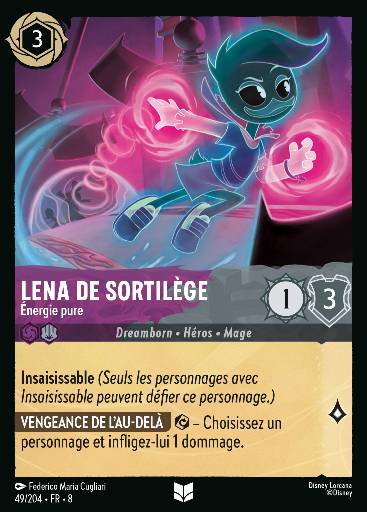 3
LENA DE SORTILÈGE
Énergie pure
1
3
Dreamborn • Héros • Mage
Insaisissable (Seuls les personnages avec
Insaisissable peuvent défier ce personnage.)
VENGEANCE DE L'AU-DELÀ – Choisissez un
personnage et infligez-lui 1 dommage.
Federico Maria Cugliari
Disney Lorcana
49/204 • FR • 8
©Disney